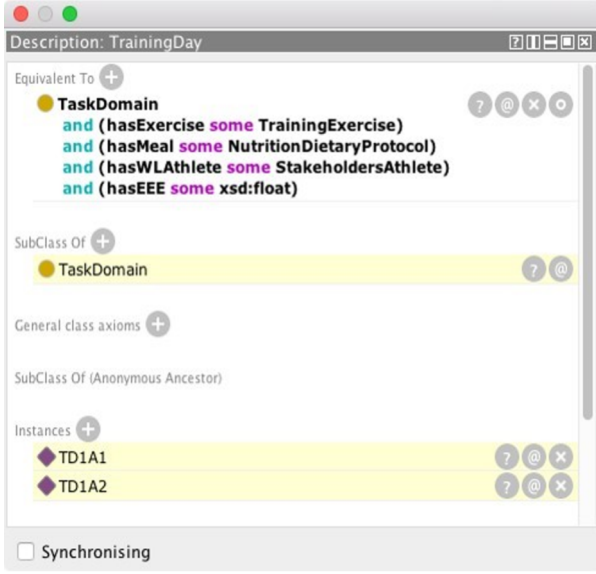 Description: TrainingDay
Equivalent To
TaskDomain
and (hasExercise some TrainingExercise)
and (hasMeal some NutritionDietaryProtocol)
and (hasWLAthlete some StakeholdersAthlete)
and (hasEEE some xsd:float)
SubClass Of
TaskDomain
General class axioms
SubClass Of (Anonymous Ancestor)
Instances
TD1A1
TD1A2
Synchronising